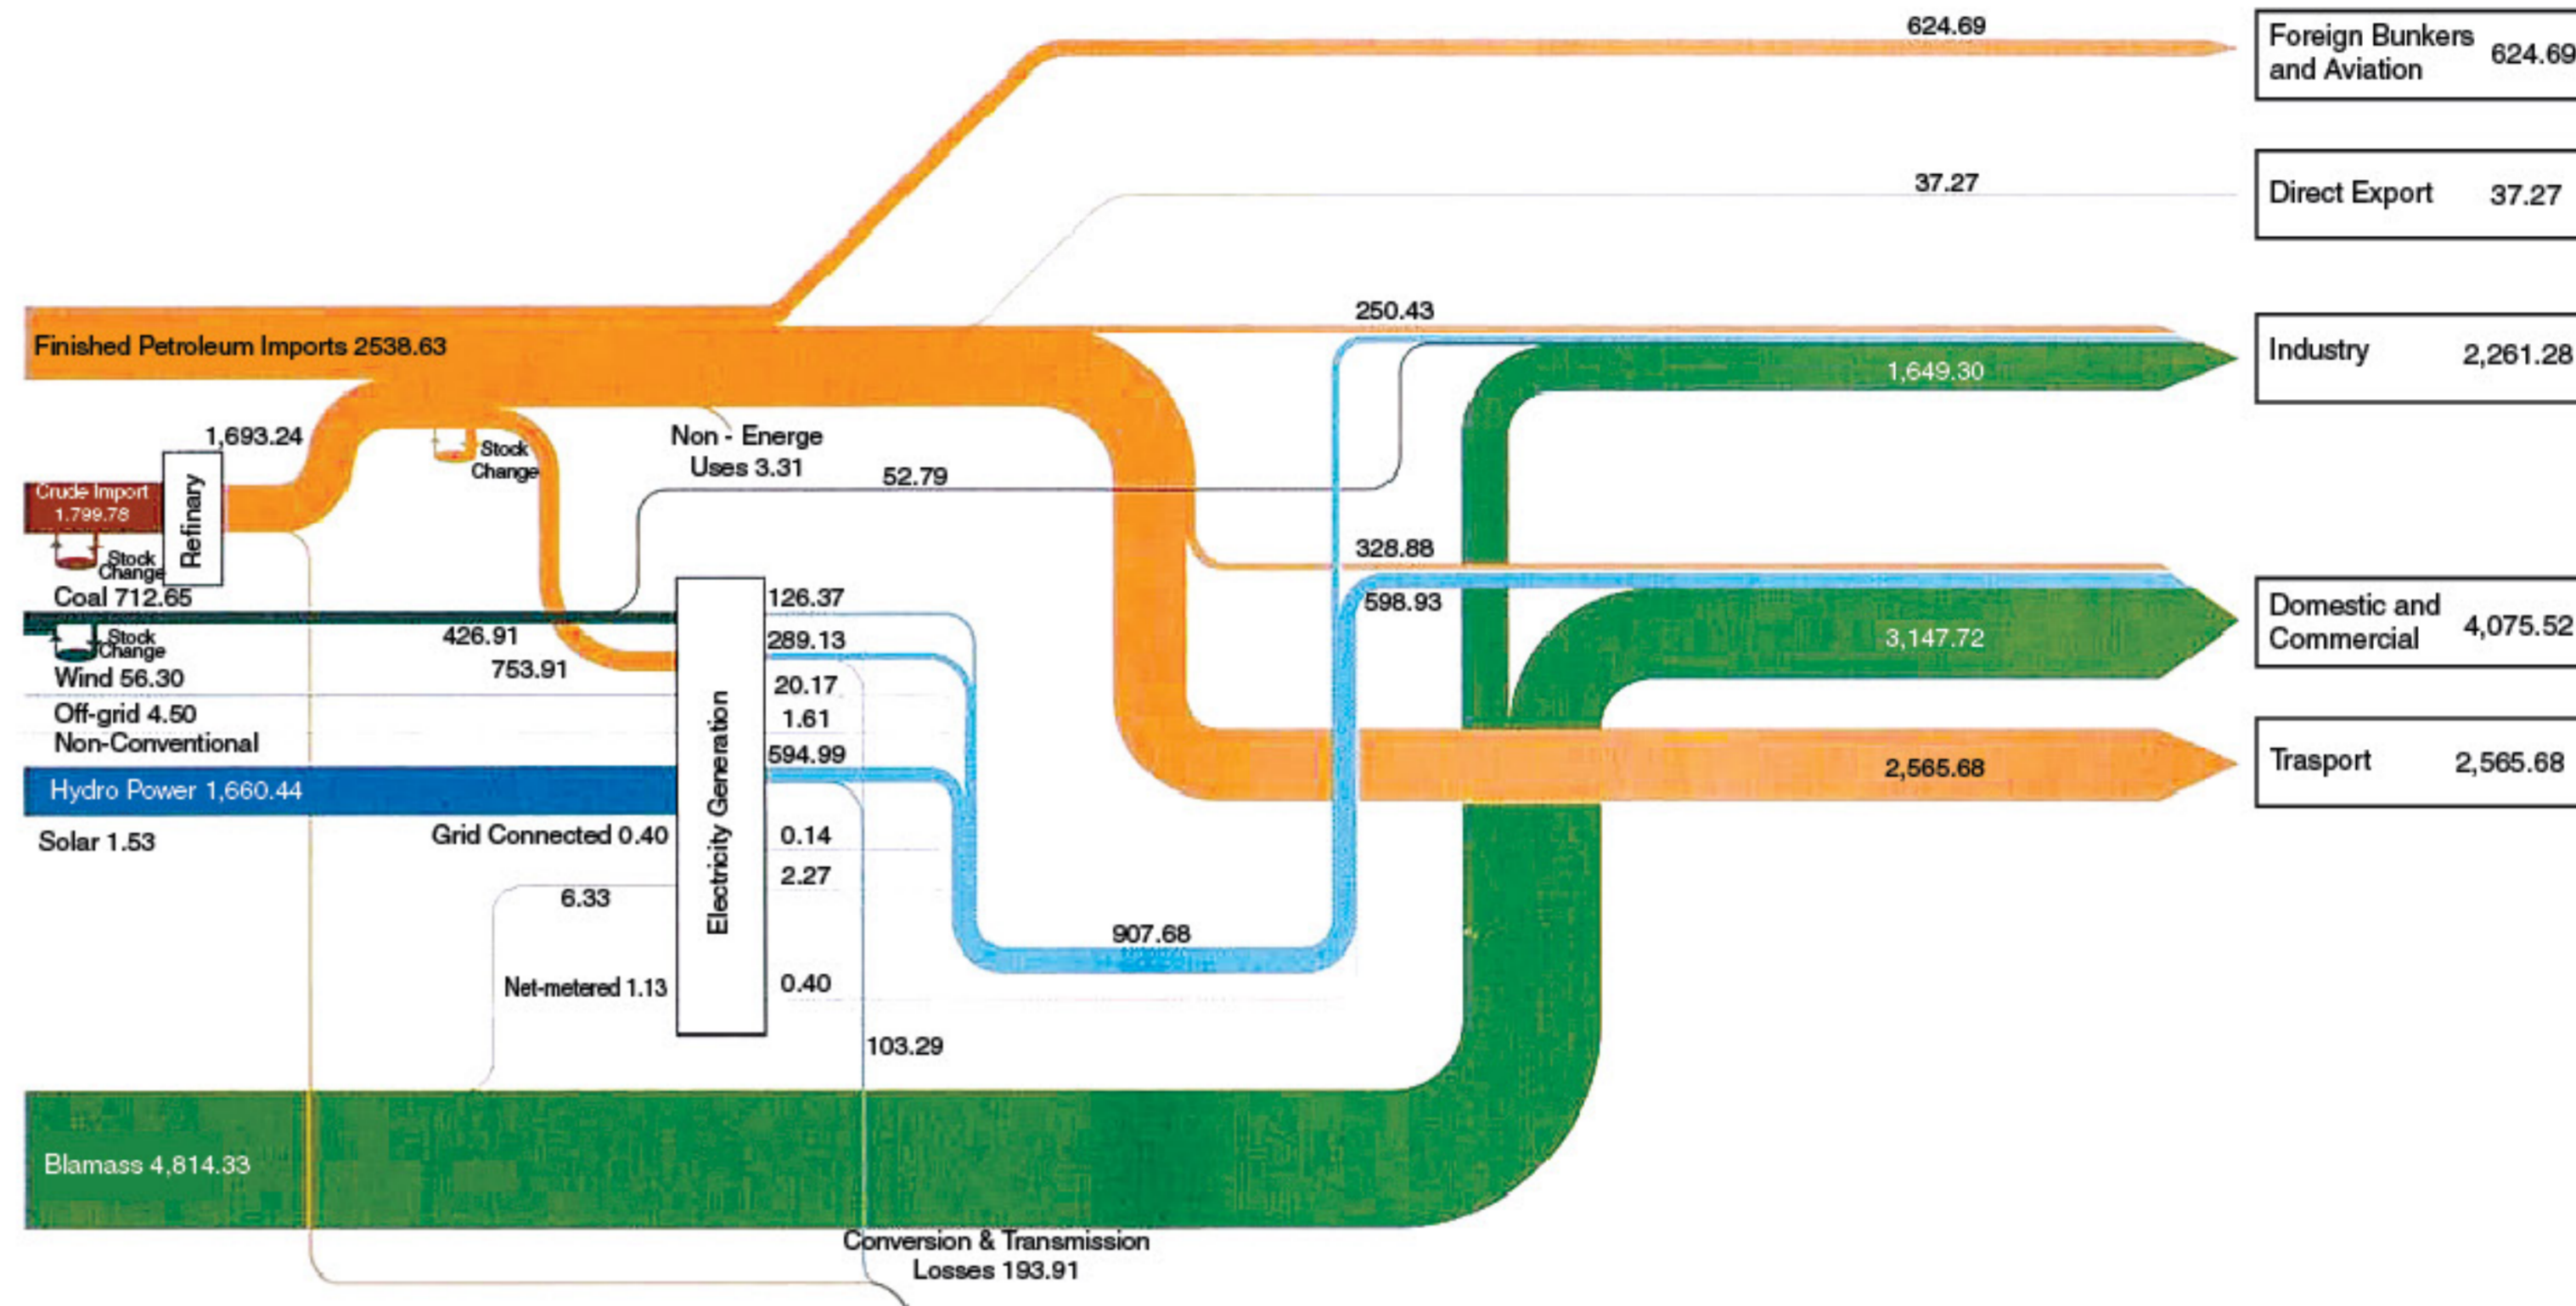 624.69
Foreign Bunkers
and Aviation 624.69
37.27
Direct Export 37.27
250.43
Finished Petroleum Imports 2538.63
Industry 2,261.28
1,649.30
1,693.24
Non - Energe
Uses 3.31
Stock
Change
52.79
Crude Import
1.799.78
Refinary
Stock
Change
328.88
Coal 712.65
126.37
598.93
Domestic and
Commercial 4,075.52
Stock
Change
426.91
289.13
3,147.72
753.91
Wind 56.30
20.17
Off-grid 4.50
Non-Conventional
1.61
594.99
Electricity Generation
2,565.68
Trasport 2,565.68
Hydro Power 1,660.44
Solar 1.53
Grid Connected 0.40
0.14
2.27
6.33
907.68
Net-metered 1.13
0.40
103.29
Blamass 4,814.33
Conversion & Transmission
Losses 193.91